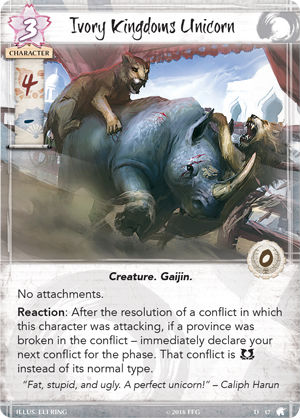 3
Ivory Kingdoms Unicorn
CHARACTER
4
0
Creature. Gaijin.
No attachments.
Reaction: After the resolution of a conflict in which
this character was attacking, if a province was
broken in the conflict – immediately declare your
next conflict for the phase. That conflict is
instead of its normal type.
“Fat, stupid, and ugly. A perfect unicorn!” – Caliph Harun
ILLUS. ELI RING © 2018 FFG D 17